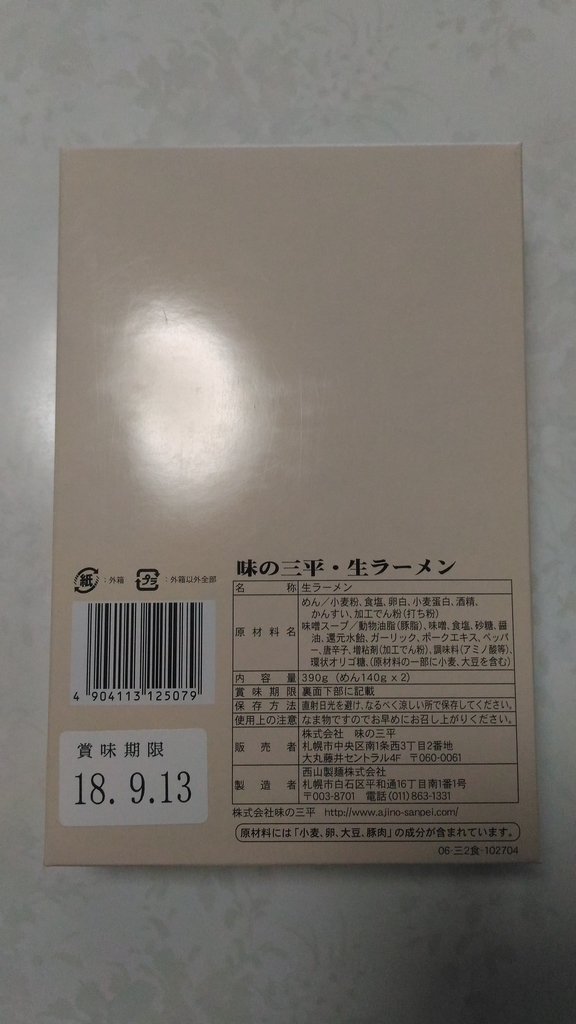 味の三平・生ラーメン
紙 :外箱 プラ :外箱以外全部
名 称 生ラーメン
原材料名 めん/小麦粉、食塩、卵白、小麦蛋白、酒精、
かんすい、加工でん粉(打ち粉)
味噌スープ/動物油脂(豚脂)、味噌、食塩、砂糖、醤
油、還元水飴、ガーリック、ポークエキス、ペッパ
ー、唐辛子、増粘剤(加工でん粉)、調味料(アミノ酸等)、
環状オリゴ糖、(原材料の一部に小麦、大豆を含む)
内容量 390g (めん140g×2)
賞味期限 裏面下部に記載
保存方法 直射日光を避け、なるべく涼しい所で保存してください。
使用上の注意 なま物ですのでお早めにお召し上がりください。
販売者 株式会社 味の三平
札幌市中央区南1条西3丁目2番地
大丸藤井セントラル4F 〒060-0061
製造者 西山製麺株式会社
札幌市白石区平和通16丁目南1番1号
〒003-8701 電話(011)863-1331
株式会社味の三平 http://www.ajino-sanpei.com/
原材料には「小麦、卵、大豆、豚肉」の成分が含まれています。
06-三2食-102704
4 904113 125079
賞味期限
18. 9.13